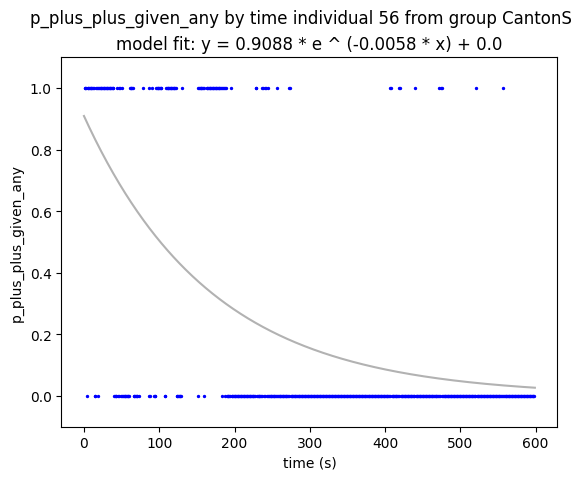 p_plus_plus_given_any by time individual 56 from group CantonS
model fit: y = 0.9088 * e ^ (-0.0058 * x) + 0.0
1.0
0.8
0.6
0.4
0.2
0.0
p_plus_plus_given_any
0 100 200 300 400 500 600
time (s)